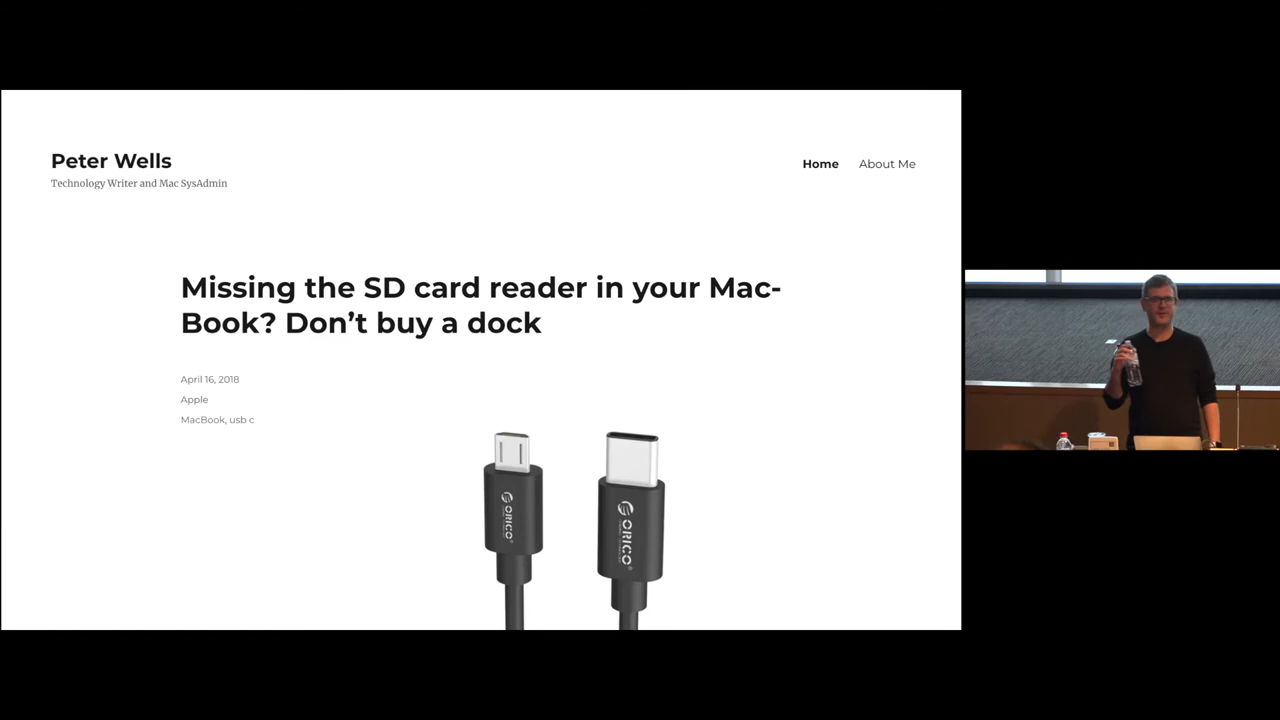 Peter Wells
Technology Writer and Mac SysAdmin
Home
About Me
Missing the SD card reader in your Mac-
Book? Don’t buy a dock
April 16, 2018
Apple
MacBook, usb c
ORICO
ORICO